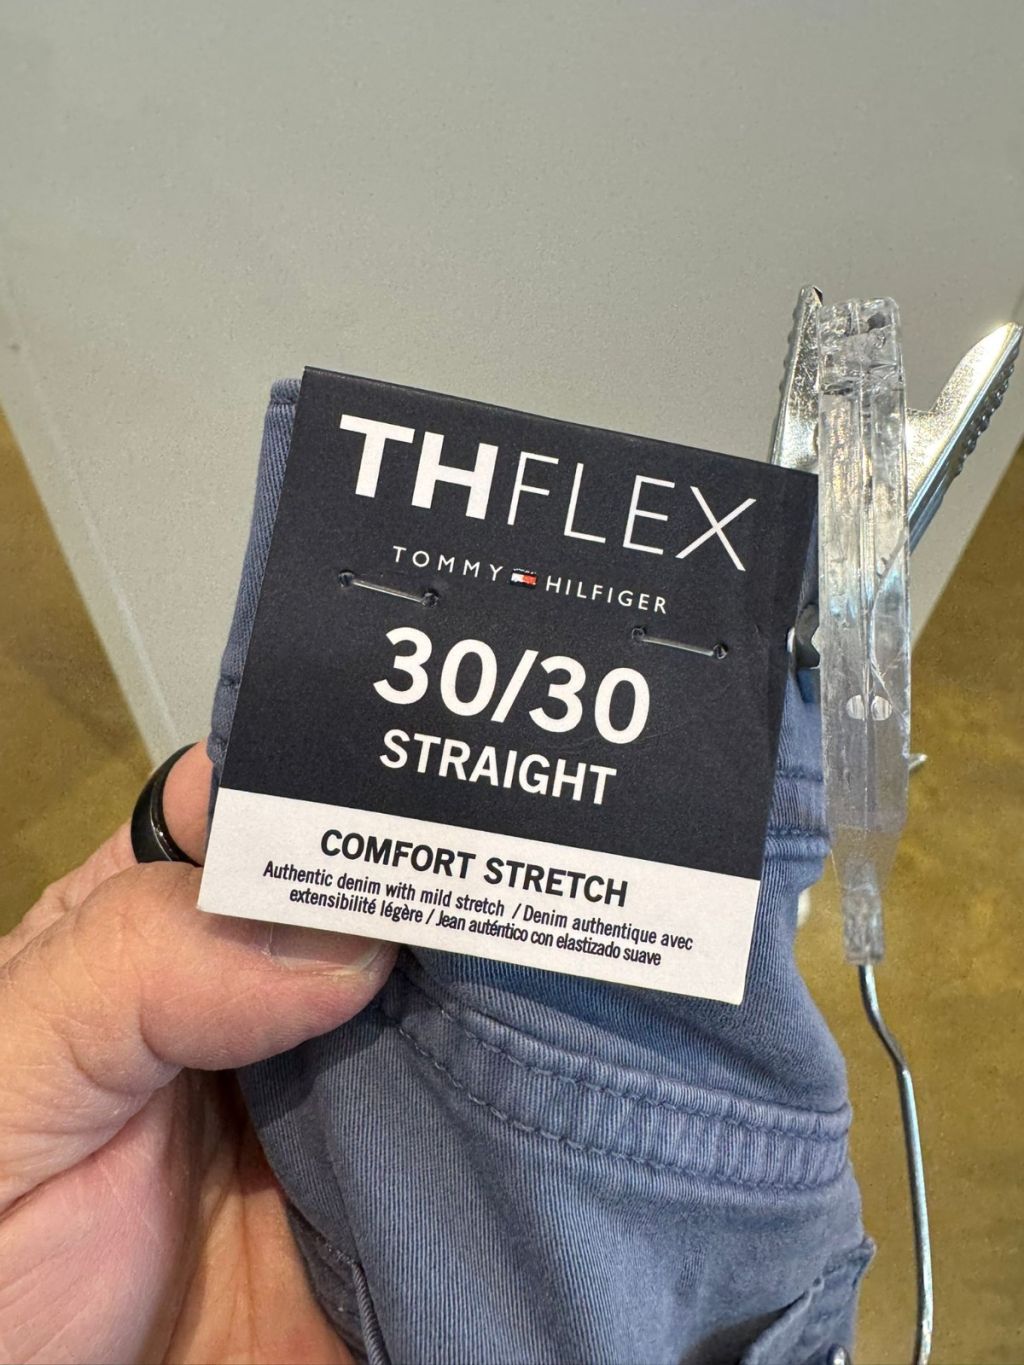 THFLEX
TOMMY HILFIGER
30/30
STRAIGHT
COMFORT STRETCH
Authentic denim with mild stretch / Denim authentique avec
extensibilité légère / Jean auténtico con elastizado suave